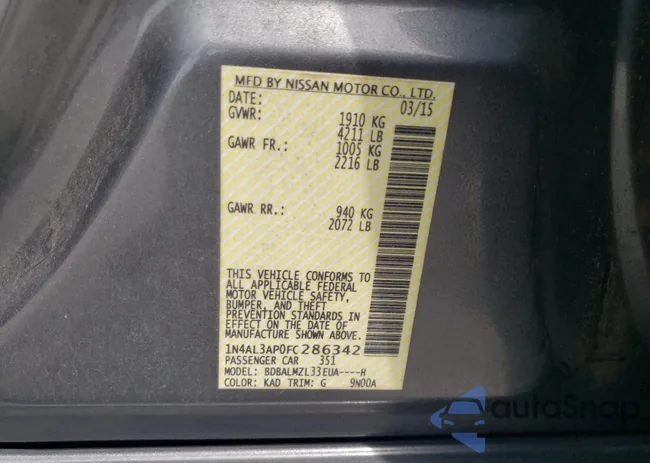 MFD BY NISSAN MOTOR CO., LTD.
DATE: 03/15
GVWR: 1910 KG
4211 LB
GAWR FR.: 1005 KG
2216 LB
GAWR RR.: 940 KG
2072 LB
THIS VEHICLE CONFORMS TO
ALL APPLICABLE FEDERAL
MOTOR VEHICLE SAFETY,
BUMPER, AND THEFT
PREVENTION STANDARDS IN
EFFECT ON THE DATE OF
MANUFACTURE SHOWN ABOVE.
1N4AL3AP0FC286342
PASSENGER CAR 351
MODEL: BDBALMZL33EUA----H
COLOR: KAD TRIM: G 9N00A
autoSnap